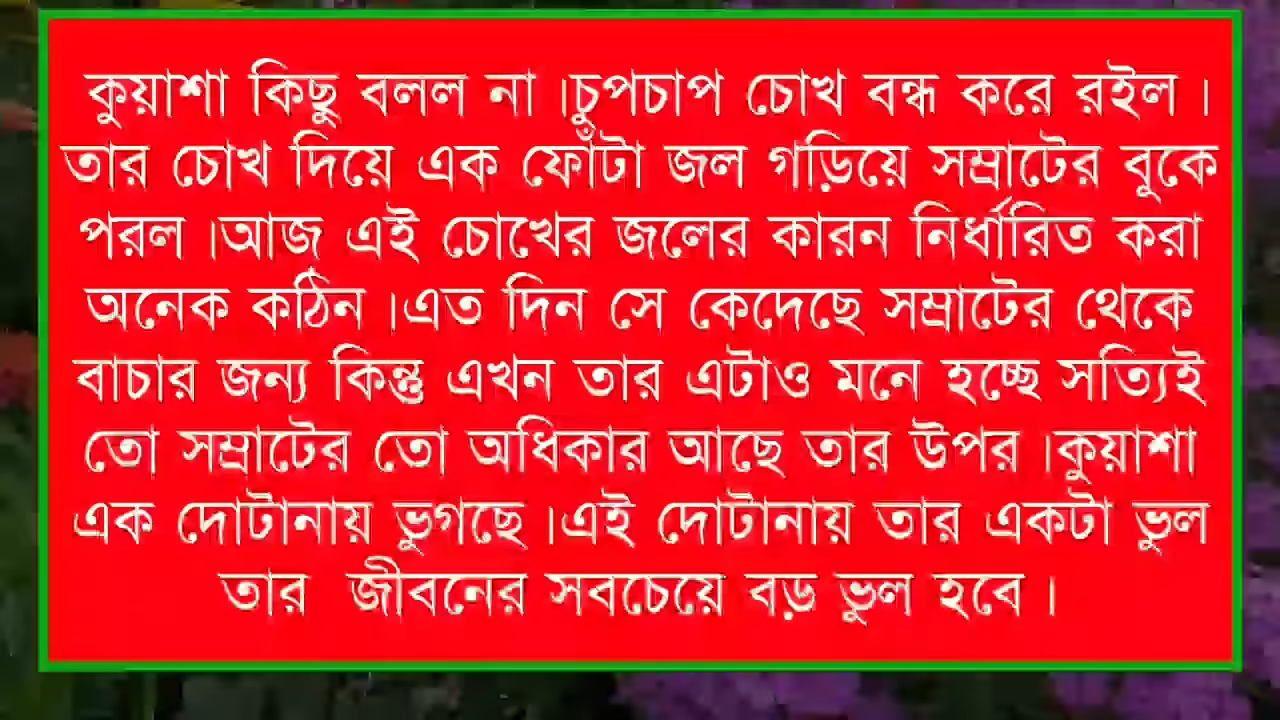 কুয়াশা কিছু বলল না ।চুপচাপ চোখ বন্ধ করে রইল ।
তার চোখ দিয়ে এক ফোঁটা জল গড়িয়ে সম্রাটের বুকে
পরল ।আজ এই চোখের জলের কারন নির্ধারিত করা
অনেক কঠিন ।এত দিন সে কেদেছে সম্রাটের থেকে
বাচার জন্য কিন্তু এখন তার এটাও মনে হচ্ছে সত্যিই
তো সম্রাটের তো অধিকার আছে তার উপর ।কুয়াশা
এক দোটানায় ভুগছে ।এই দোটানায় তার একটা ভুল
তার জীবনের সবচেয়ে বড় ভুল হবে ।